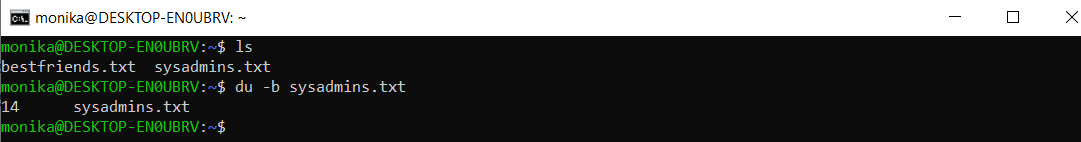 monika@DESKTOP-EN0UBRV: ~
monika@DESKTOP-EN0UBRV:~$ ls
bestfriends.txt  sysadmins.txt
monika@DESKTOP-EN0UBRV:~$ du -b sysadmins.txt
14      sysadmins.txt
monika@DESKTOP-EN0UBRV:~$